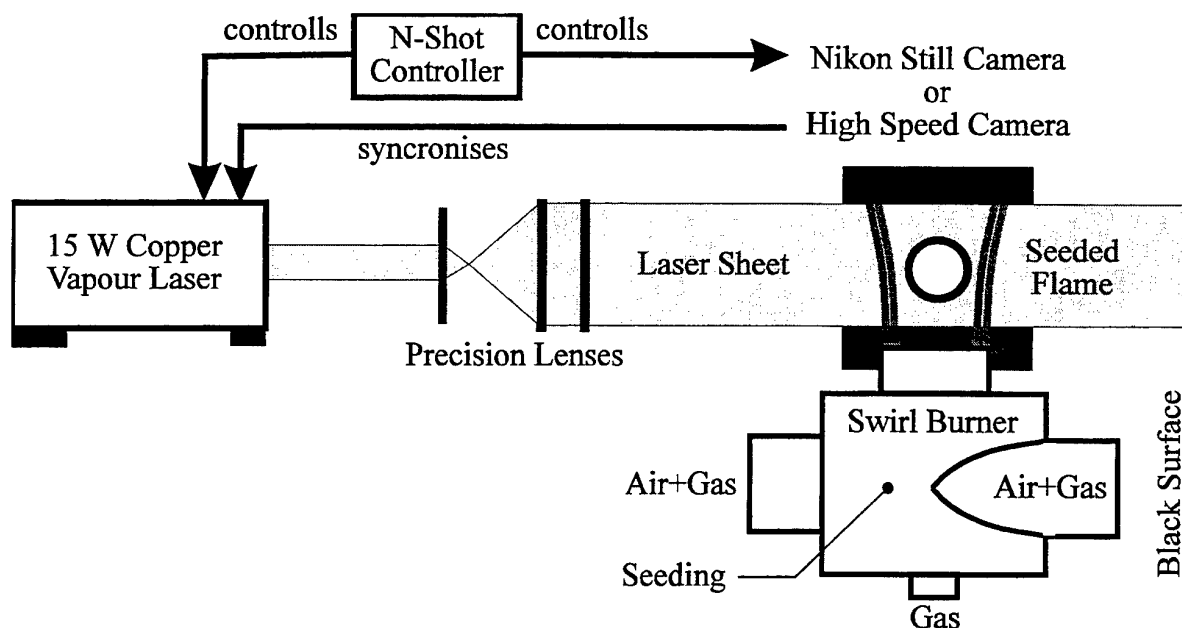 controlls
N-Shot
Controller
controlls
Nikon Still Camera
or
High Speed Camera
syncronises
15 W Copper
Vapour Laser
Laser Sheet
Seeded
Flame
Precision Lenses
Swirl Burner
Air+Gas
Air+Gas
Seeding
Gas
Black Surface